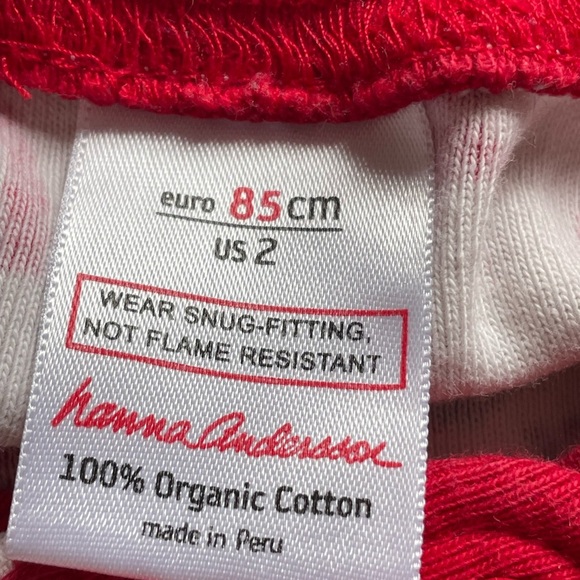 euro 85cm
US 2
WEAR SNUG-FITTING,
NOT FLAME RESISTANT
hanna andersson
100% Organic Cotton
made in Peru